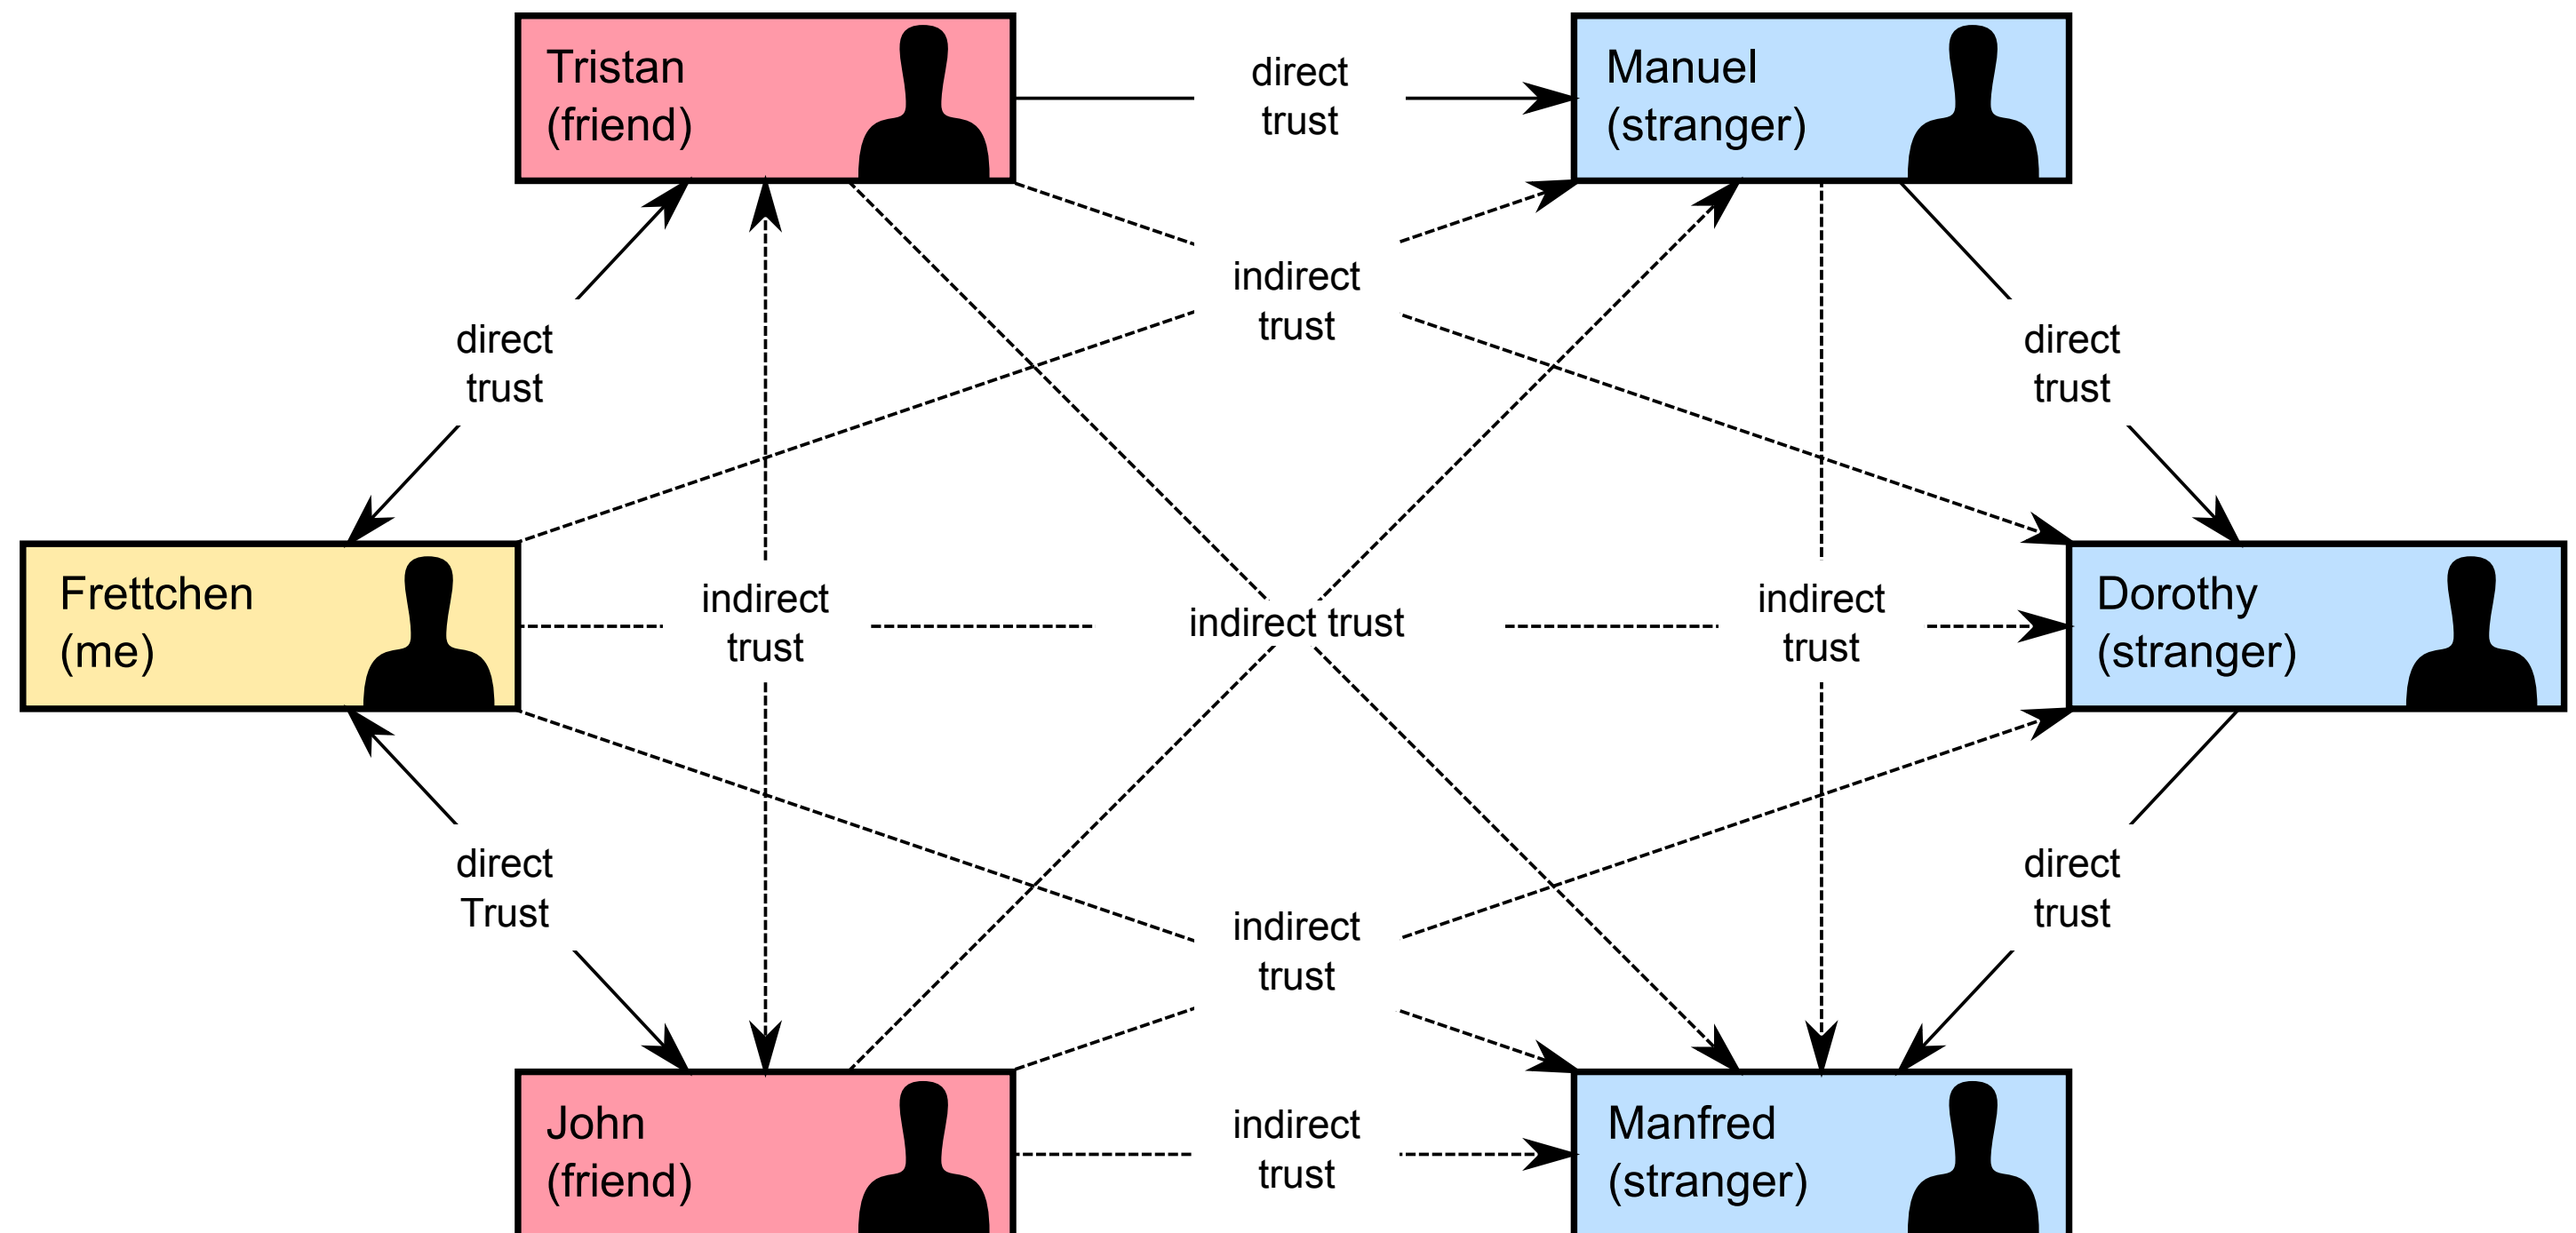 Tristan
(friend)
direct
trust
Manuel
(stranger)
indirect
trust
direct
trust
direct
trust
Frettchen
(me)
indirect
trust
indirect trust
indirect
trust
Dorothy
(stranger)
direct
Trust
indirect
trust
direct
trust
John
(friend)
indirect
trust
Manfred
(stranger)